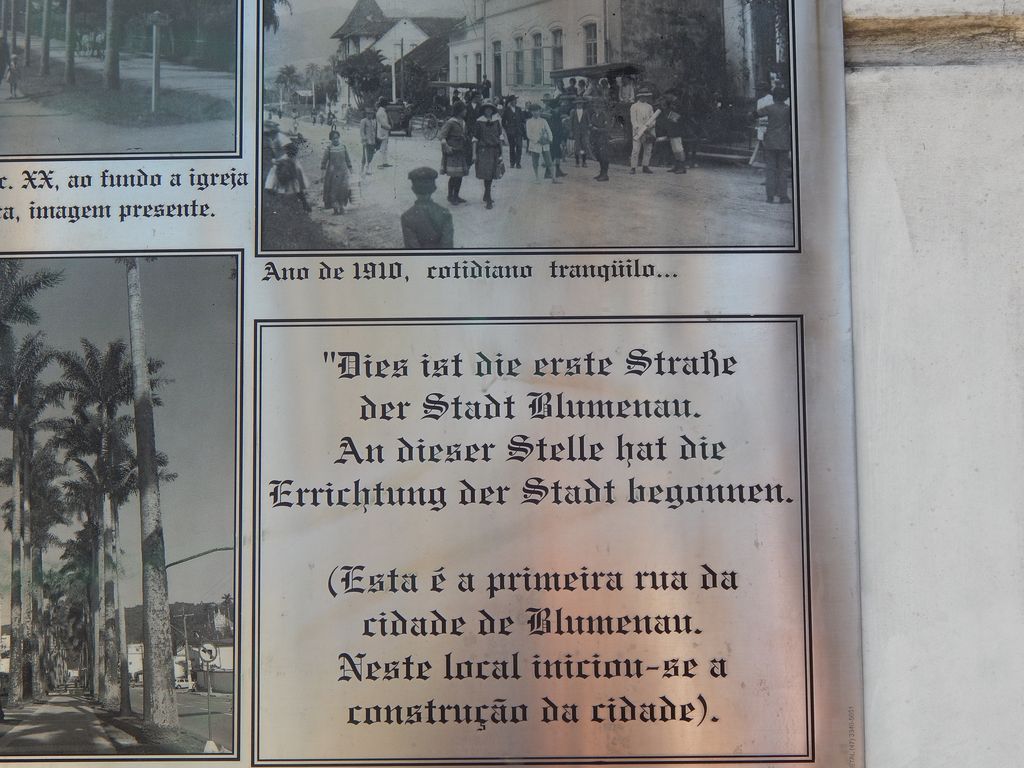 c. XX, ao fundo a igreja
ra, imagem presente.
Ano de 1910, cotidiano tranqüilo...
"Dies ist die erste Straße
der Stadt Blumenau.
An dieser Stelle hat die
Errichtung der Stadt begonnen.
(Esta é a primeira rua da
cidade de Blumenau.
Neste local iniciou-se a
construção da cidade).